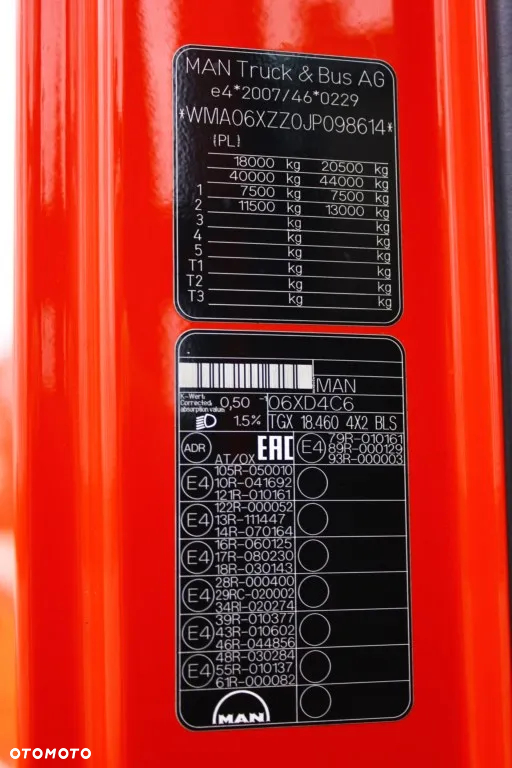 MAN Truck & Bus AG
e4*2007/46*0229
*WMA06XZZ0JP098614*
(PL)
18000 kg 20500 kg
40000 kg 44000 kg
1 7500 kg 7500 kg
2 11500 kg 13000 kg
3 kg kg
4 kg kg
5 kg kg
T1 kg kg
T2 kg kg
T3 kg kg
MAN
K-Wert
Corrected
absorption value
0,50 06XD4C6
1.5% TGX 18.460 4X2 BLS
ADR AT/OX EAC E4 79R-010161
89R-000129
93R-000003
E4 105R-050010
10R-041692
121R-010161
E4 122R-000052
13R-111447
14R-070164
E4 16R-060125
17R-080230
18R-030143
E4 28R-000400
29RC-020002
34RI-020274
E4 39R-010377
43R-010602
46R-044856
E4 48R-030284
55R-010137
61R-000082
MAN
OTOMOTO